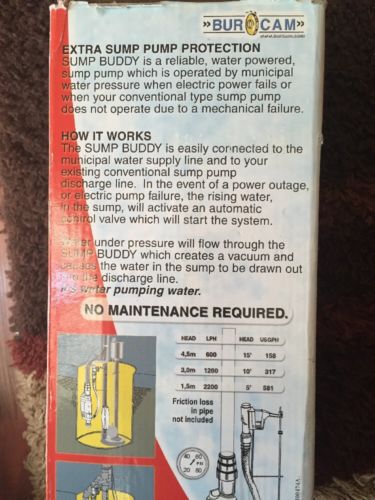 »BUR CAM«
EXTRA SUMP PUMP PROTECTION
SUMP BUDDY is a reliable, water powered,
sump pump which is operated by municipal
water pressure when electric power fails or
when your conventional type sump pump
does not operate due to a mechanical failure.
HOW IT WORKS
The SUMP BUDDY is easily connected to the
municipal water supply line and to your
existing conventional sump pump
discharge line. In the event of a power outage,
or electric pump failure, the rising water,
in the sump, will activate an automatic
control valve which will start the system.
Water under pressure will flow through the
SUMP BUDDY which creates a vacuum and
causes the water in the sump to be drawn out
into the discharge line.
It's water pumping water.
NO MAINTENANCE REQUIRED.
HEAD LPH HEAD USGPH
4,5m 600 15' 158
3,0m 1200 10' 317
1,5m 2200 5' 581
Friction loss
in pipe
not included
40 60
PSI
20 80